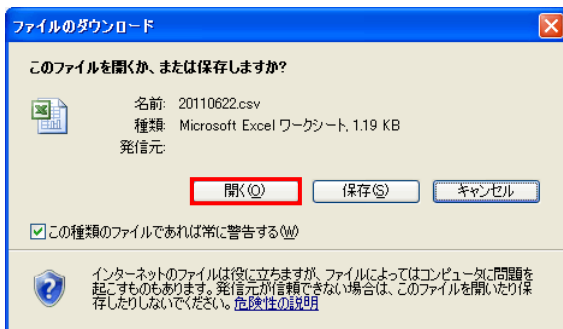 ファイルのダウンロード
このファイルを開くか、または保存しますか?
名前: 20110622.csv
種類: Microsoft Excel ワークシート, 1.19 KB
発信元:
開く(O) 保存(S) キャンセル
この種類のファイルであれば常に警告する(W)
インターネットのファイルは役に立ちますが、ファイルによってはコンピュータに問題を
起こすものもあります。発信元が信頼できない場合は、このファイルを開いたり保
存したりしないでください。危険性の説明